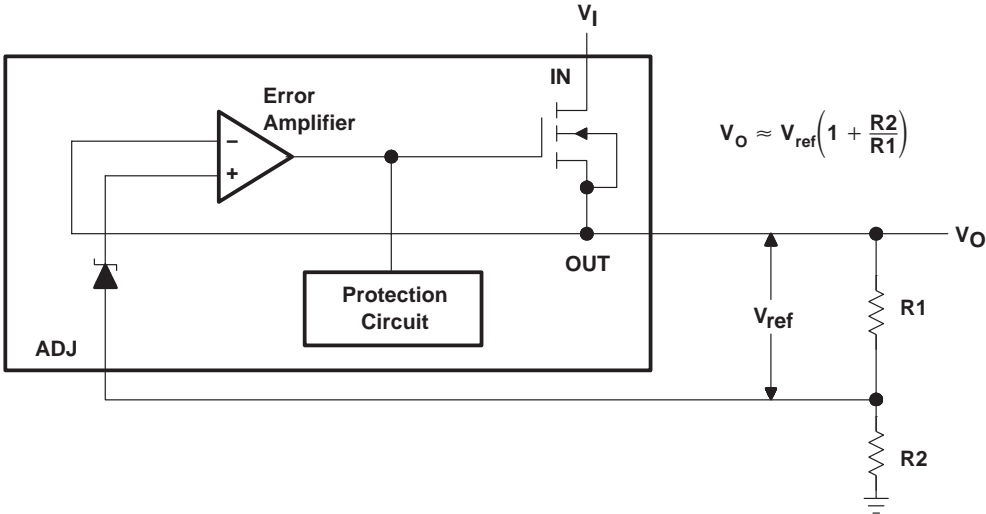 VI
IN
Error
Amplifier
VO ≈ Vref(1 + R2/R1)
−
+
OUT
VO
Protection
Circuit
Vref
R1
ADJ
R2